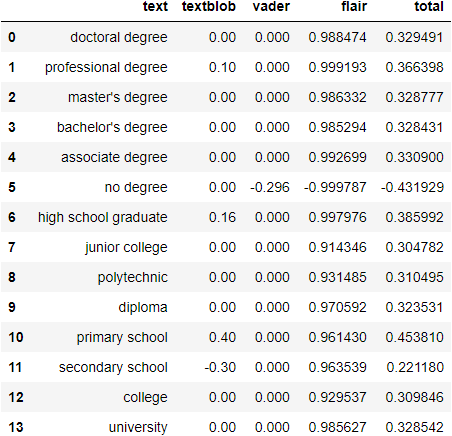 text textblob vader flair total
0 doctoral degree 0.00 0.000 0.988474 0.329491
1 professional degree 0.10 0.000 0.999193 0.366398
2 master's degree 0.00 0.000 0.986332 0.328777
3 bachelor's degree 0.00 0.000 0.985294 0.328431
4 associate degree 0.00 0.000 0.992699 0.330900
5 no degree 0.00 -0.296 -0.999787 -0.431929
6 high school graduate 0.16 0.000 0.997976 0.385992
7 junior college 0.00 0.000 0.914346 0.304782
8 polytechnic 0.00 0.000 0.931485 0.310495
9 diploma 0.00 0.000 0.970592 0.323531
10 primary school 0.40 0.000 0.961430 0.453810
11 secondary school -0.30 0.000 0.963539 0.221180
12 college 0.00 0.000 0.929537 0.309846
13 university 0.00 0.000 0.985627 0.328542